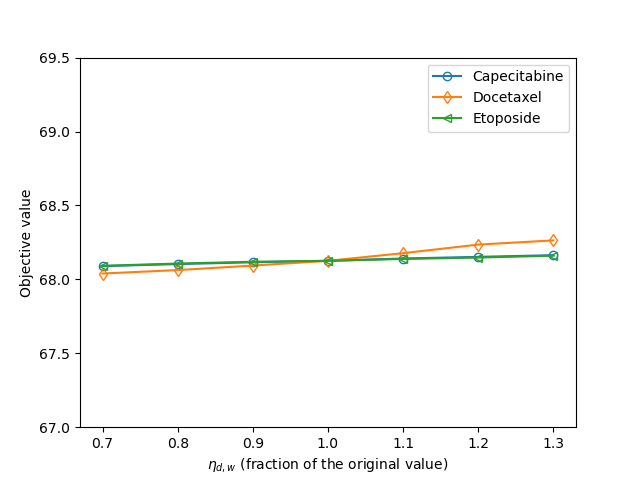 69.5
69.0
68.5
68.0
67.5
67.0
Objective value
Capecitabine
Docetaxel
Etoposide
0.7 0.8 0.9 1.0 1.1 1.2 1.3
η_{d,w} (fraction of the original value)